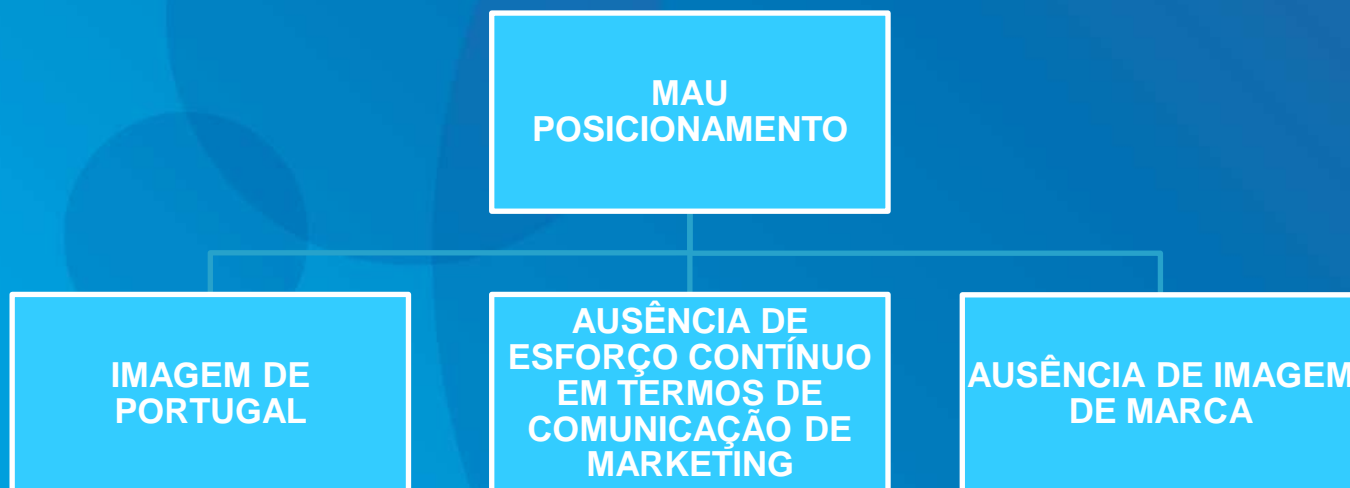 MAU
POSICIONAMENTO
IMAGEM DE
PORTUGAL
AUSÊNCIA DE
ESFORÇO CONTÍNUO
EM TERMOS DE
COMUNICAÇÃO DE
MARKETING
AUSÊNCIA DE IMAGEM
DE MARCA